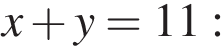 x + y = 11 :